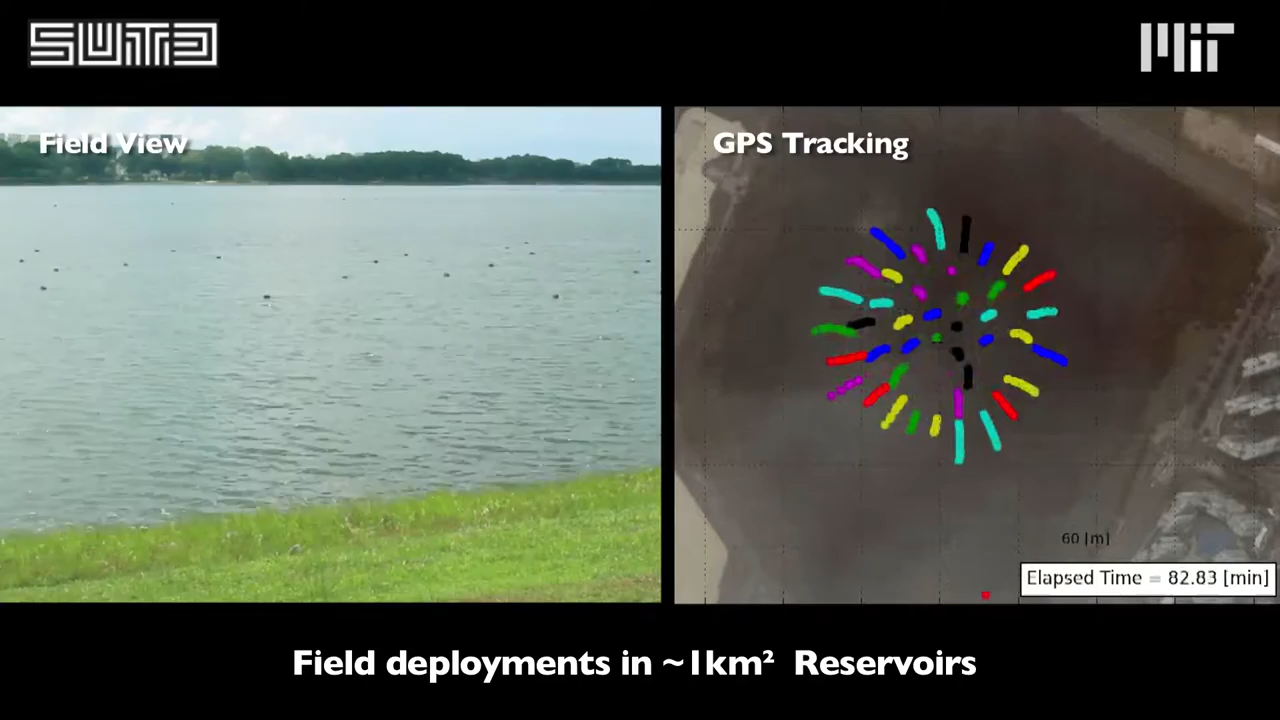 SUTD
MIT
Field View
GPS Tracking
60 [m]
Elapsed Time = 82.83 [min]
Field deployments in ~1km² Reservoirs